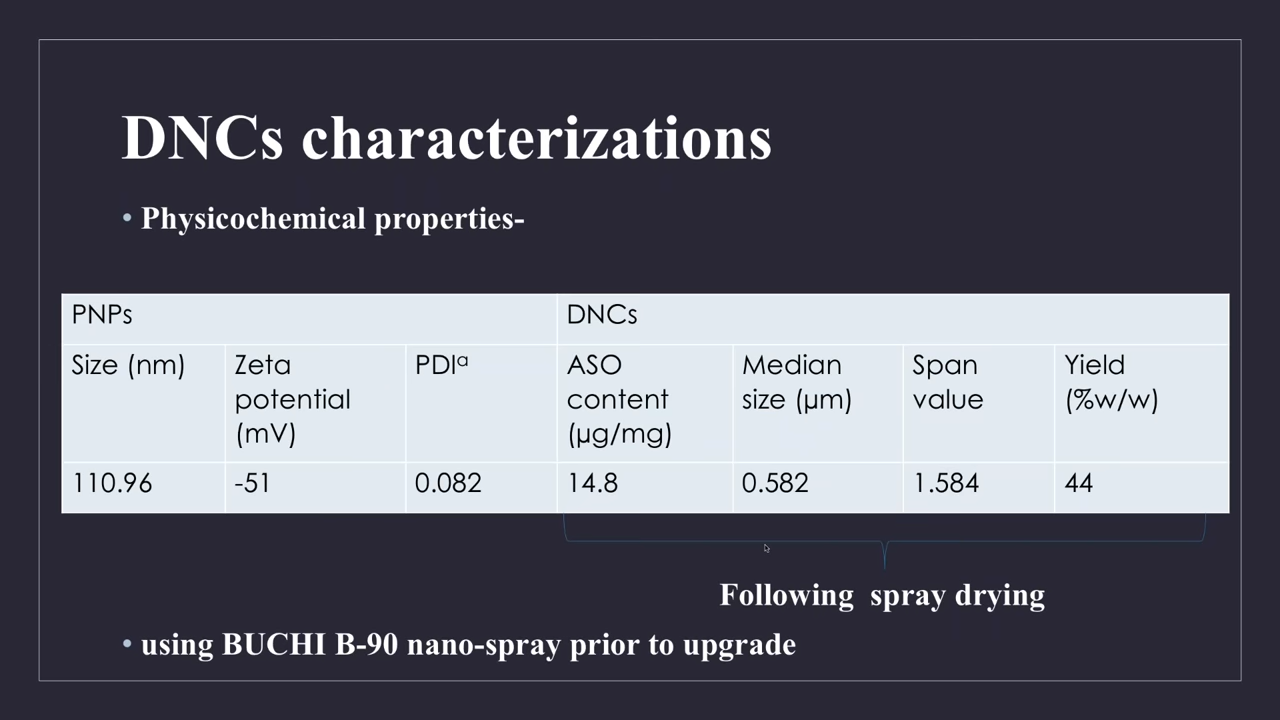 DNCs characterizations
• Physicochemical properties-
PNPs DNCs
Size (nm) Zeta potential (mV) PDIᵃ ASO content (µg/mg) Median size (µm) Span value Yield (%w/w)
110.96 -51 0.082 14.8 0.582 1.584 44
Following spray drying
• using BUCHI B-90 nano-spray prior to upgrade